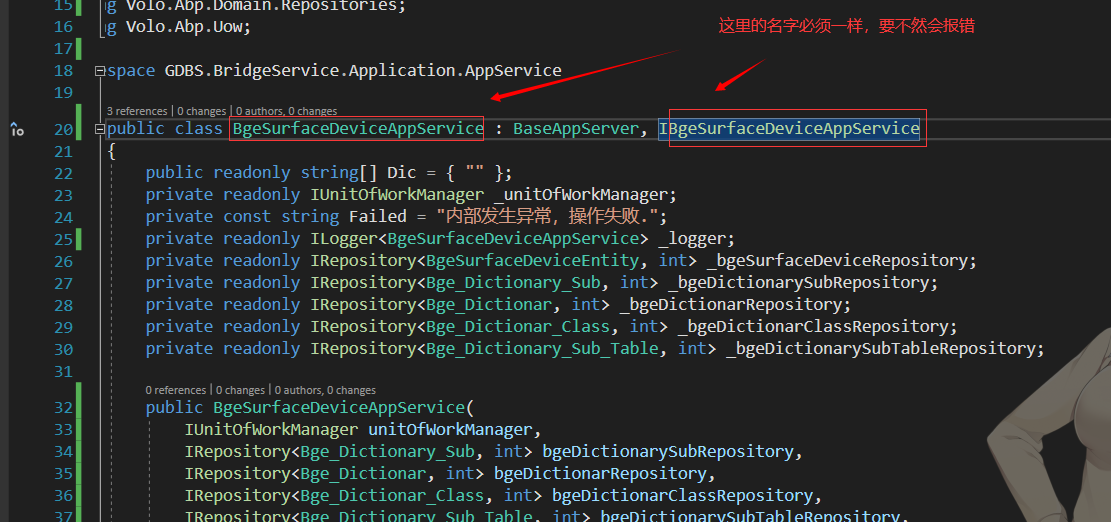 15 g Volo.Abp.Domain.Repositories;
16 g Volo.Abp.Uow;
这里的名字必须一样，要不然会报错
17
18 space GDBS.BridgeService.Application.AppService
19
3 references | 0 changes | 0 authors, 0 changes
20 public class BgeSurfaceDeviceAppService : BaseAppServer, IBgeSurfaceDeviceAppService
21 {
22 public readonly string[] Dic = { "" };
23 private readonly IUnitOfWorkManager _unitOfWorkManager;
24 private const string Failed = "内部发生异常，操作失败.";
25 private readonly ILogger<BgeSurfaceDeviceAppService> _logger;
26 private readonly IRepository<BgeSurfaceDeviceEntity, int> _bgeSurfaceDeviceRepository;
27 private readonly IRepository<Bge_Dictionary_Sub, int> _bgeDictionarySubRepository;
28 private readonly IRepository<Bge_Dictionar, int> _bgeDictionarRepository;
29 private readonly IRepository<Bge_Dictionar_Class, int> _bgeDictionarClassRepository;
30 private readonly IRepository<Bge_Dictionary_Sub_Table, int> _bgeDictionarySubTableRepository;
31
0 references | 0 changes | 0 authors, 0 changes
32 public BgeSurfaceDeviceAppService(
33 IUnitOfWorkManager unitOfWorkManager,
34 IRepository<Bge_Dictionary_Sub, int> bgeDictionarySubRepository,
35 IRepository<Bge_Dictionar, int> bgeDictionarRepository,
36 IRepository<Bge_Dictionar_Class, int> bgeDictionarClassRepository,
37 IRepository<Bge_Dictionary_Sub_Table, int> bgeDictionarySubTableRepository,